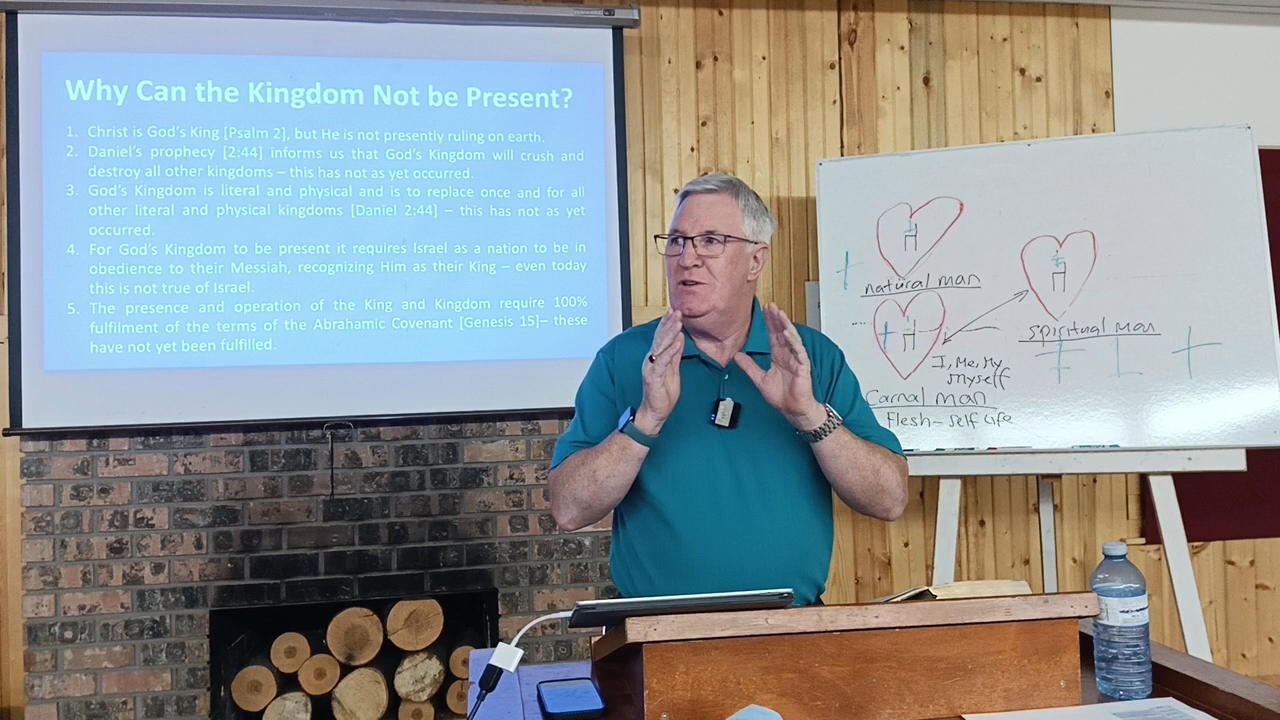 Why Can the Kingdom Not be Present?
1. Christ is God's King [Psalm 2], but He is not presently ruling on earth.
2. Daniel's prophecy [2:44] informs us that God's Kingdom will crush and
destroy all other kingdoms – this has not as yet occurred.
3. God's Kingdom is literal and physical and is to replace once and for all
other literal and physical kingdoms [Daniel 2:44] – this has not as yet
occurred.
4. For God's Kingdom to be present it requires Israel as a nation to be in
obedience to their Messiah, recognizing Him as their King – even today
this is not true of Israel.
5. The presence and operation of the King and Kingdom require 100%
fulfilment of the terms of the Abrahamic Covenant [Genesis 15]– these
have not yet been fulfilled.
natural man
spiritual man
I, Me, My
Myself
Carnal man
Flesh – self life